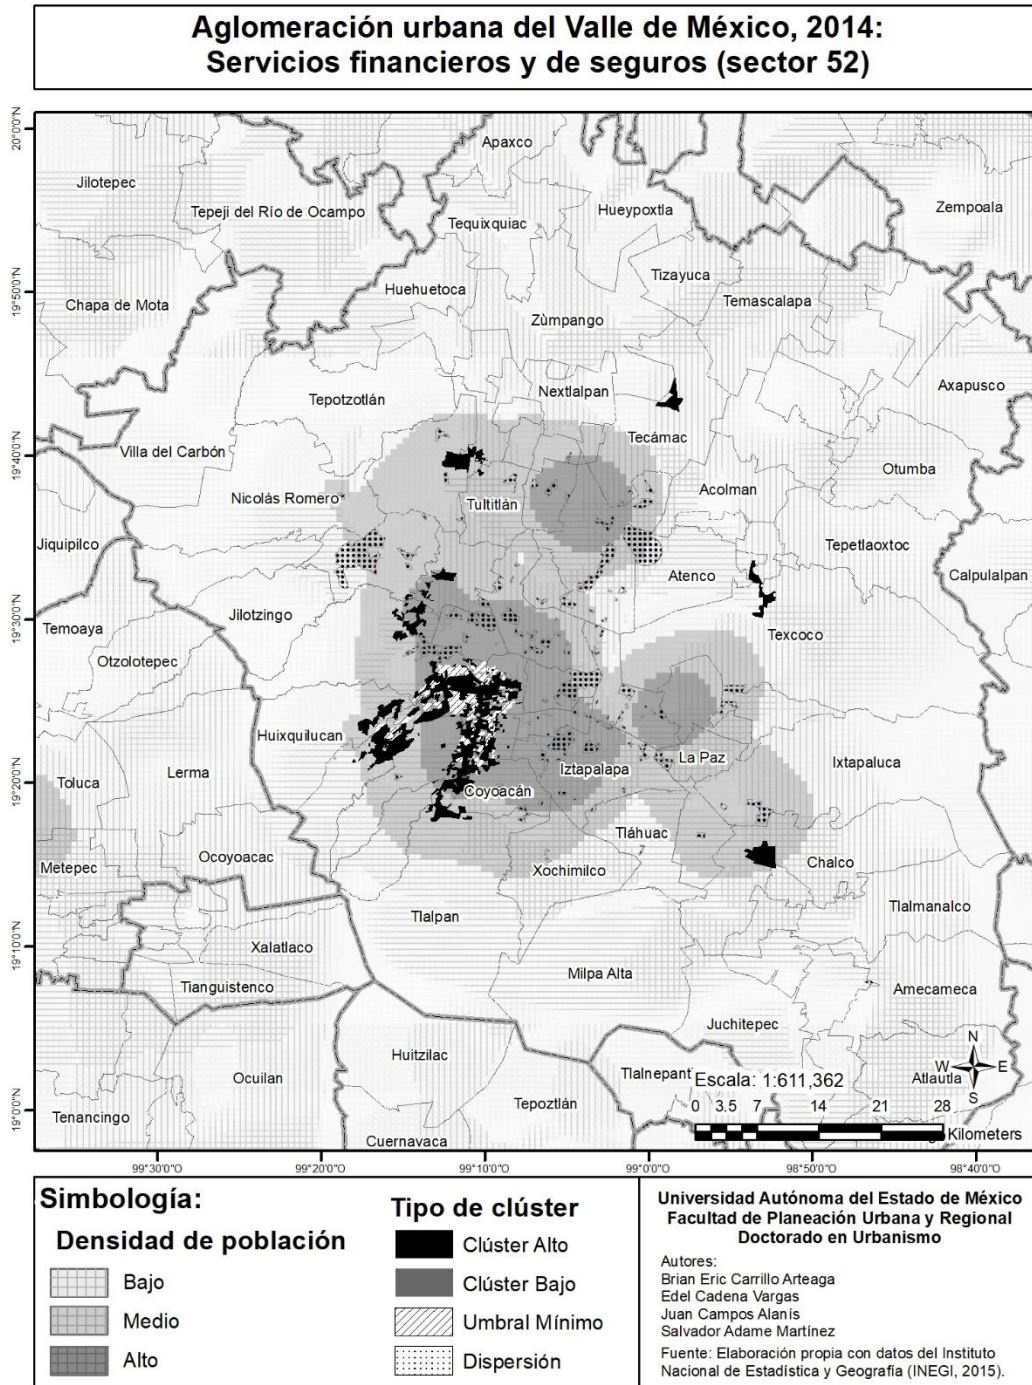 Aglomeración urbana del Valle de México, 2014:
Servicios financieros y de seguros (sector 52)
20°0'0"N
19°50'0"N
19°40'0"N
19°30'0"N
19°20'0"N
19°10'0"N
19°0'0"N
Apaxco
Jilotepec
Tepeji del Río de Ocampo
Hueypoxtla
Zempoala
Tequixquiac
Tizayuca
Huehuetoca
Temascalapa
Chapa de Mota
Zùmpango
Nextlalpan
Axapusco
Tepotzotlán
Tecámac
Villa del Carbón
Otumba
Nicolás Romero
Acolman
Tultitlán
Jiquipilco
Tepetlaoxtoc
Atenco
Calpulalpan
Jilotzingo
Temoaya
Texcoco
Otzolotepec
Huixquilucan
La Paz
Ixtapaluca
Iztapalapa
Toluca
Lerma
Coyoacán
Tláhuac
Ocoyoacac
Metepec
Xochimilco
Chalco
Tlalpan
Tlalmanalco
Xalatlaco
Milpa Alta
Tianguistenco
Amecameca
Juchitepec
Huitzilac
Ocuilan
Atlautla
Tepoztlán
Tenancingo
Cuernavaca
N
W E
S
Escala: 1:611,362
0 3.5 7 14 21 28
Kilometers
99°30'0"O 99°20'0"O 99°10'0"O 99°0'0"O 98°50'0"O 98°40'0"O
Simbología:
Densidad de población
Bajo
Medio
Alto
Tipo de clúster
Clúster Alto
Clúster Bajo
Umbral Mínimo
Dispersión
Universidad Autónoma del Estado de México
Facultad de Planeación Urbana y Regional
Doctorado en Urbanismo
Autores:
Brian Eric Carrillo Arteaga
Edel Cadena Vargas
Juan Campos Alanís
Salvador Adame Martínez
Fuente: Elaboración propia con datos del Instituto
Nacional de Estadística y Geografía (INEGI, 2015).